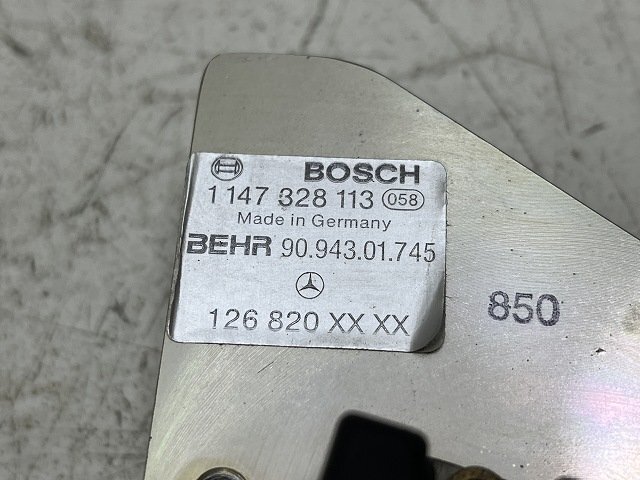 BOSCH
1 147 328 113 058
Made in Germany
BEHR 90.943.01.745
126 820 XX XX
850